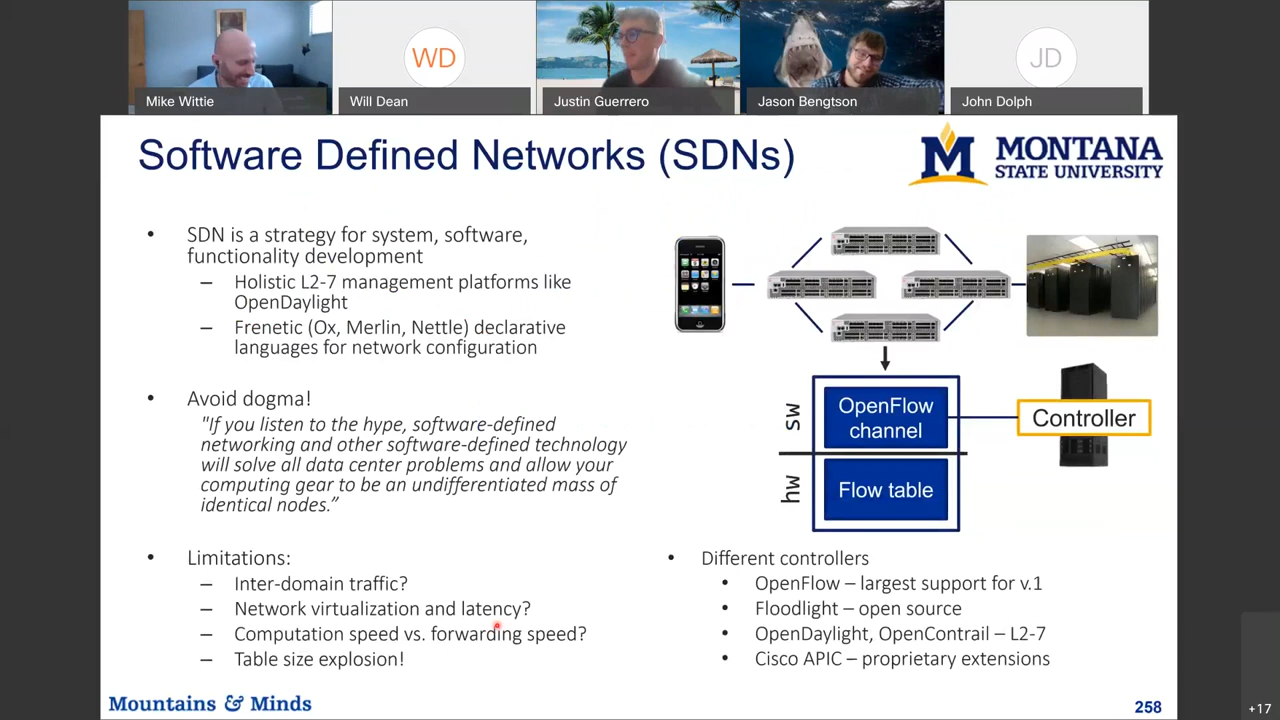 WD
JD
Mike Wittie
Will Dean
Justin Guerrero
Jason Bengtson
John Dolph
Software Defined Networks (SDNs)
M MONTANA
STATE UNIVERSITY
• SDN is a strategy for system, software,
functionality development
– Holistic L2-7 management platforms like
OpenDaylight
– Frenetic (Ox, Merlin, Nettle) declarative
languages for network configuration
• Avoid dogma!
"If you listen to the hype, software-defined
networking and other software-defined technology
will solve all data center problems and allow your
computing gear to be an undifferentiated mass of
identical nodes.”
• Limitations:
– Inter-domain traffic?
– Network virtualization and latency?
– Computation speed vs. forwarding speed?
– Table size explosion!
sw
OpenFlow
channel
Controller
hw
Flow table
• Different controllers
• OpenFlow – largest support for v.1
• Floodlight – open source
• OpenDaylight, OpenContrail – L2-7
• Cisco APIC – proprietary extensions
Mountains & Minds
258
+17